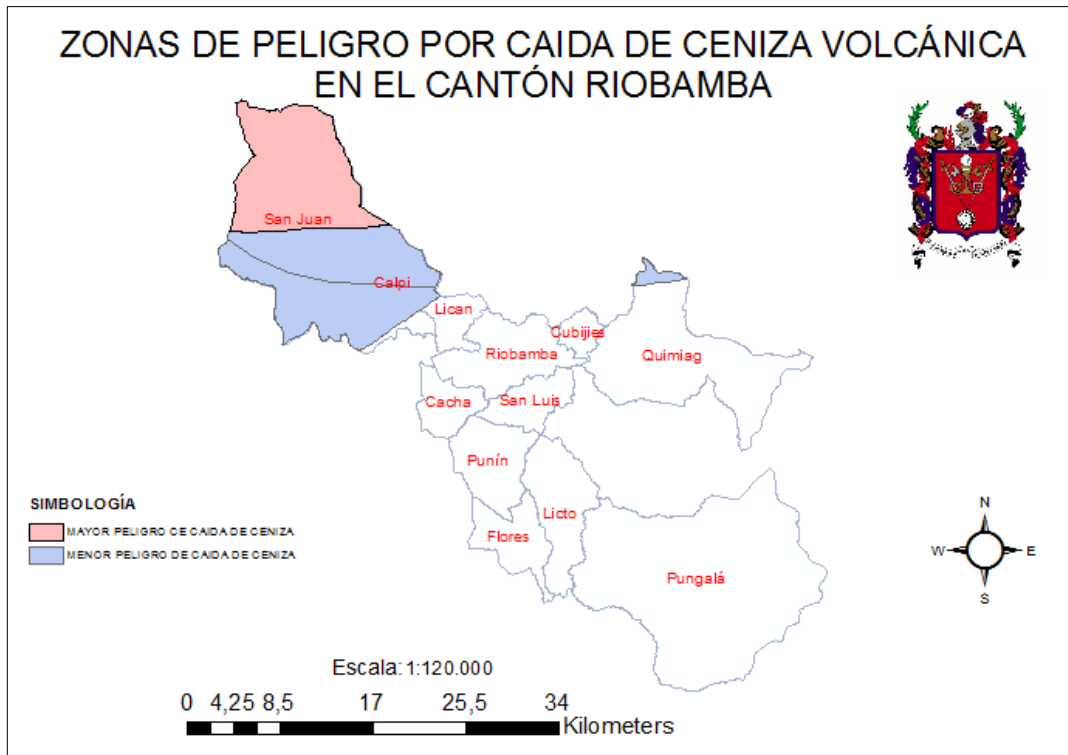 ZONAS DE PELIGRO POR CAIDA DE CENIZA VOLCÁNICA
EN EL CANTÓN RIOBAMBA
San Juan
Calpi
Lican
Cubijies
Riobamba
Quimiag
Cacha
San Luis
Punín
Licto
Flores
Pungalá
SIMBOLOGÍA
MAYOR PELIGRO DE CAIDA DE CENIZA
MENOR PELIGRO DE CAIDA DE CENIZA
N
W
E
S
Escala: 1:120.000
0 4,25 8,5 17 25,5 34
Kilometers